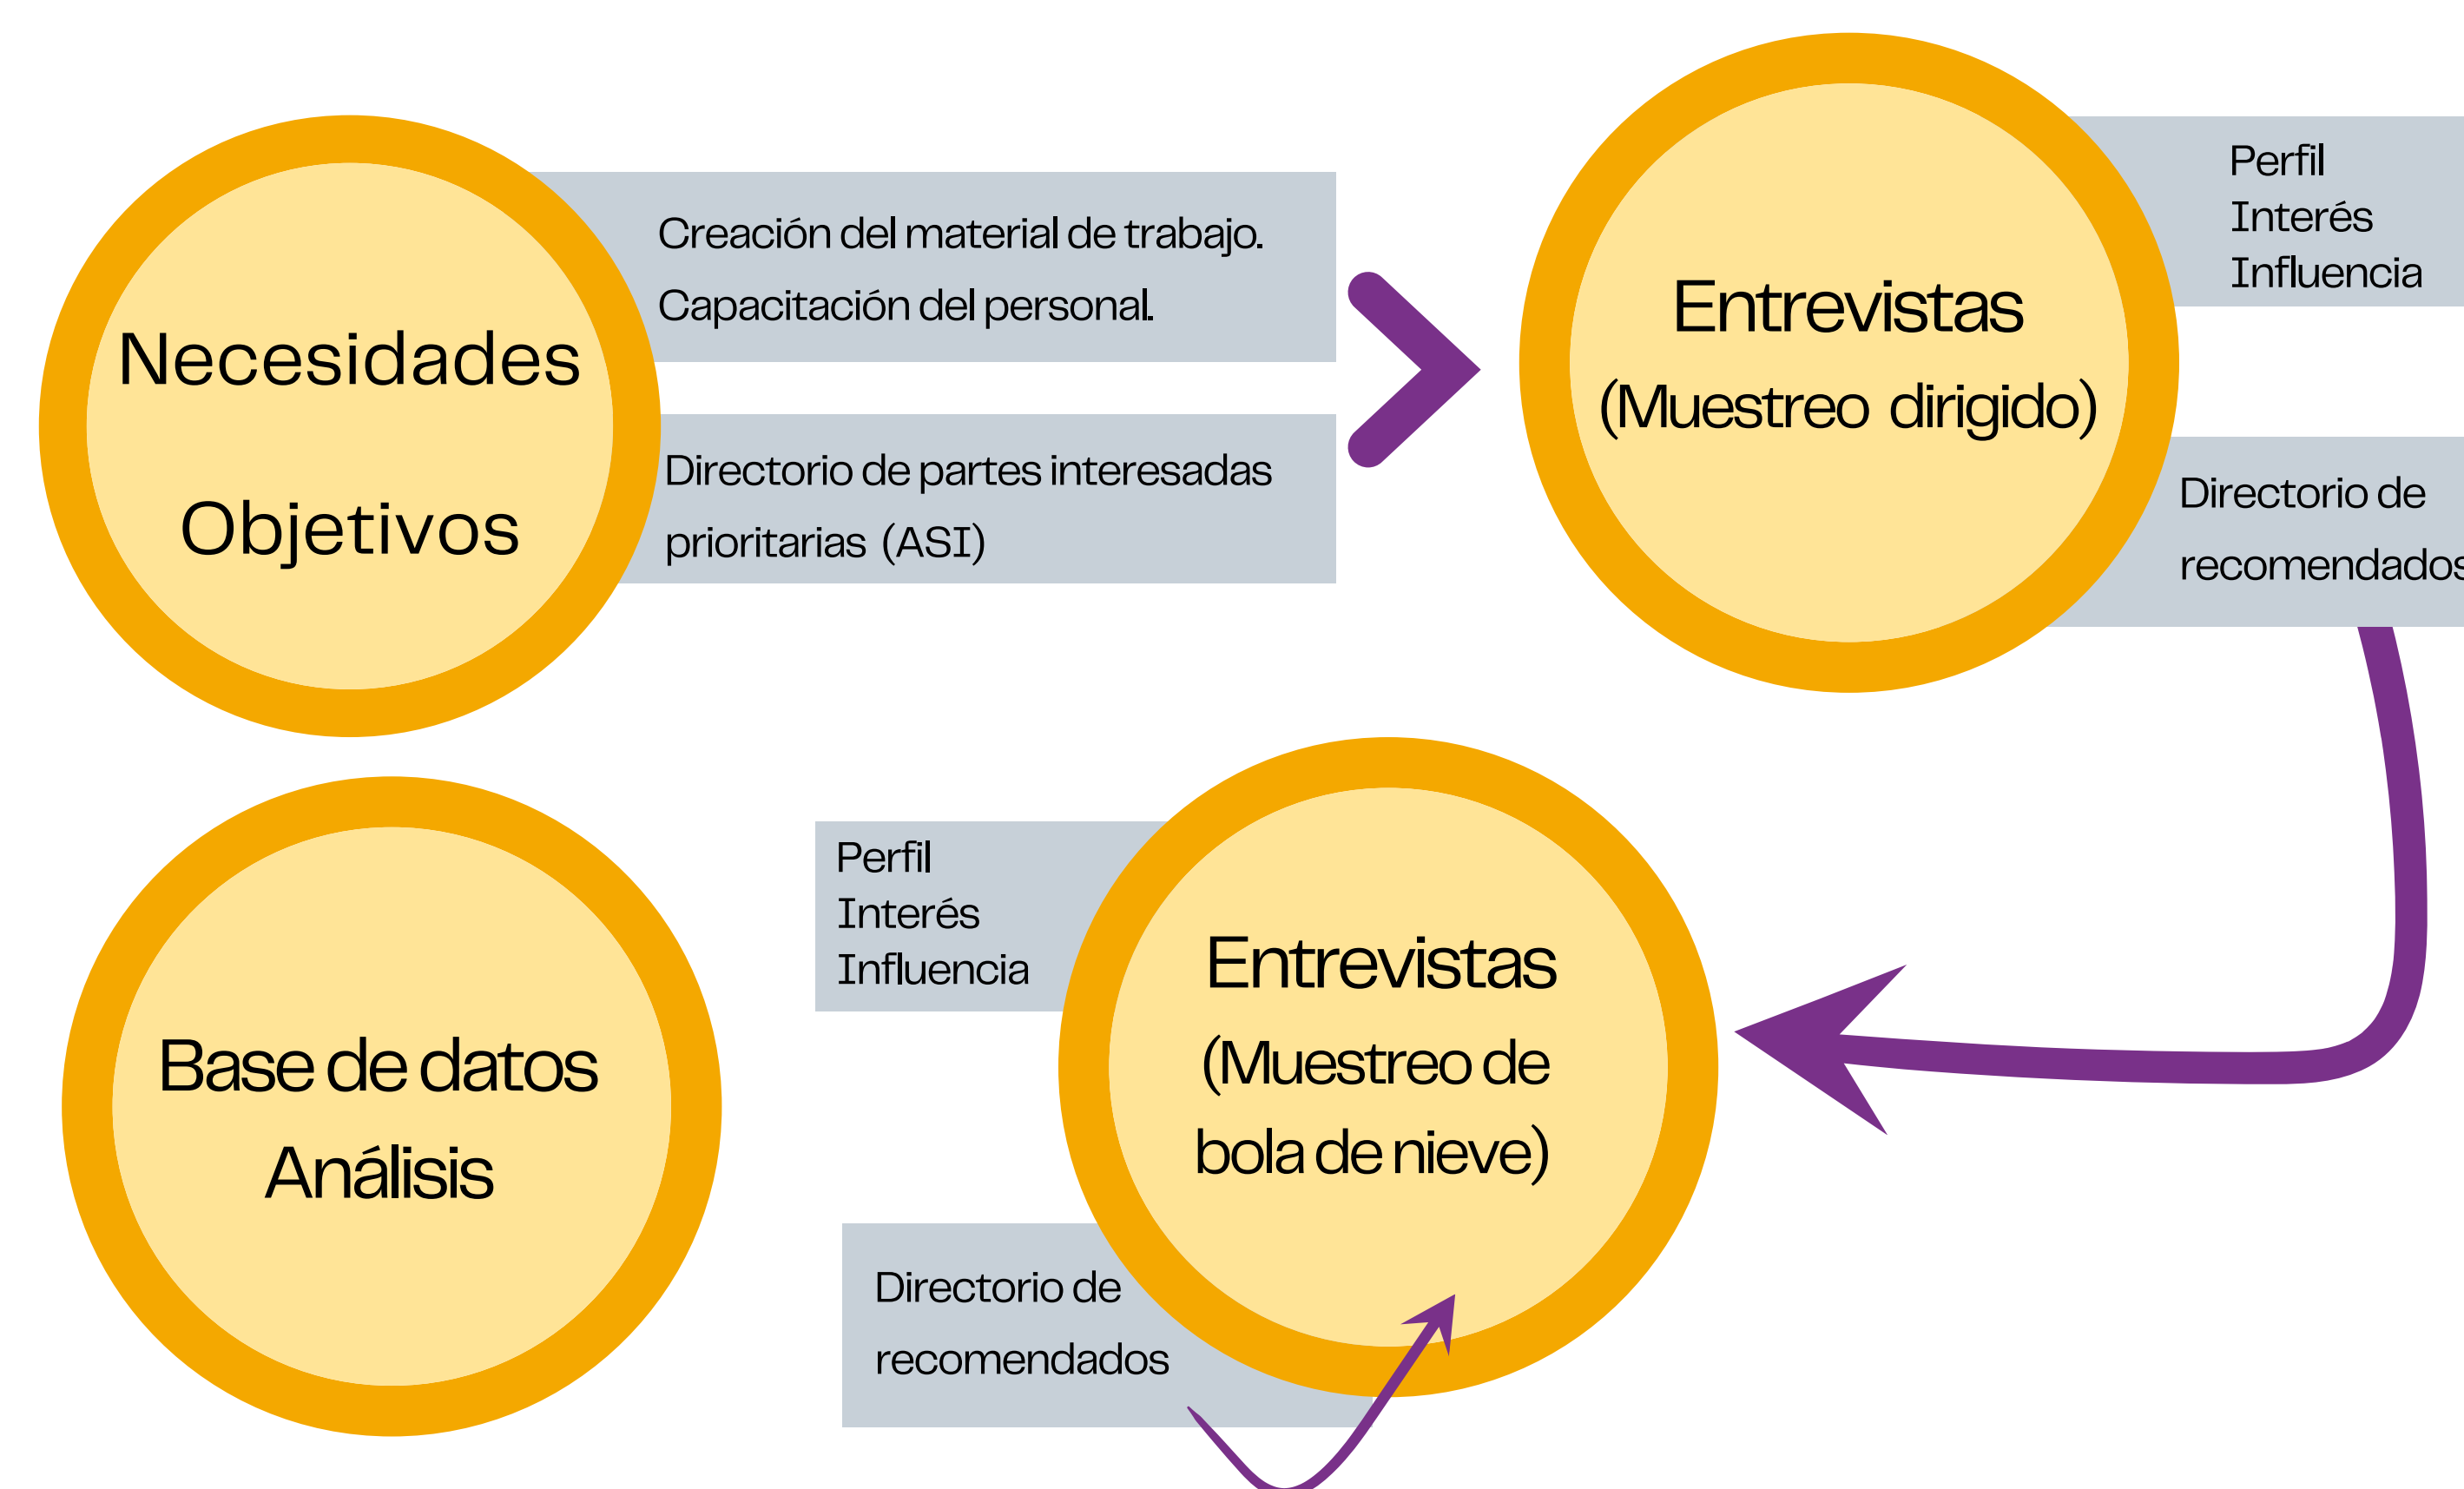 Necesidades
Objetivos
Creación del material de trabajo.
Capacitación del personal.
Directorio de partes interesadas
prioritarias (ASI)
Entrevistas
(Muestreo dirigido)
Perfil
Interés
Influencia
Directorio de
recomendados
Base de datos
Análisis
Perfil
Interés
Influencia
Entrevistas
(Muestreo de
bola de nieve)
Directorio de
recomendados